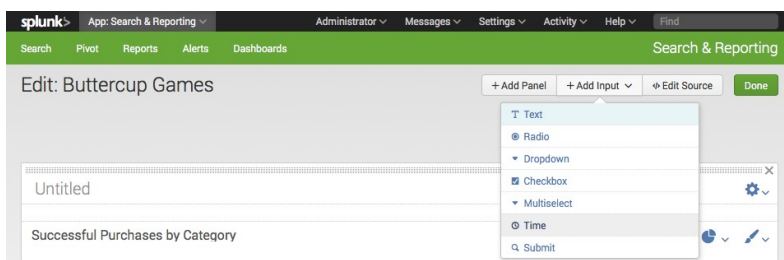 splunk> App: Search & Reporting Administrator Messages Settings Activity Help Find
Search Pivot Reports Alerts Dashboards Search & Reporting
Edit: Buttercup Games + Add Panel + Add Input Edit Source Done
Text
Radio
Dropdown
Checkbox
Multiselect
Time
Submit
Untitled
Successful Purchases by Category